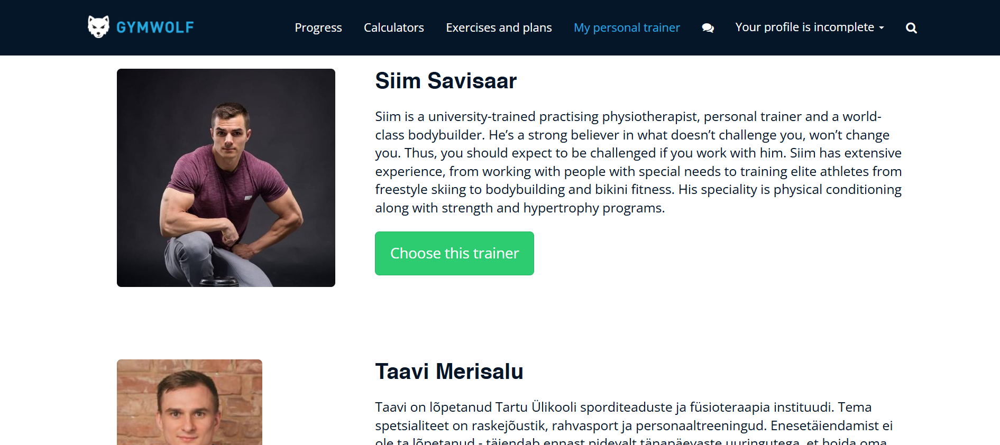 GYMWOLF
Progress
Calculators
Exercises and plans
My personal trainer
Your profile is incomplete
Siim Savisaar
Siim is a university-trained practising physiotherapist, personal trainer and a world-
class bodybuilder. He’s a strong believer in what doesn’t challenge you, won’t change
you. Thus, you should expect to be challenged if you work with him. Siim has extensive
experience, from working with people with special needs to training elite athletes from
freestyle skiing to bodybuilding and bikini fitness. His speciality is physical conditioning
along with strength and hypertrophy programs.
Choose this trainer
Taavi Merisalu
Taavi on lõpetanud Tartu Ülikooli sporditeaduste ja füsioteraapia instituudi. Tema
spetsialiteet on raskejõustik, rahvasport ja personaaltreeningud. Enesetäiendamist ei
ole ta lõpetanud - täiendab ennast pidevalt tänapäevaste uuringutega, et hoida oma